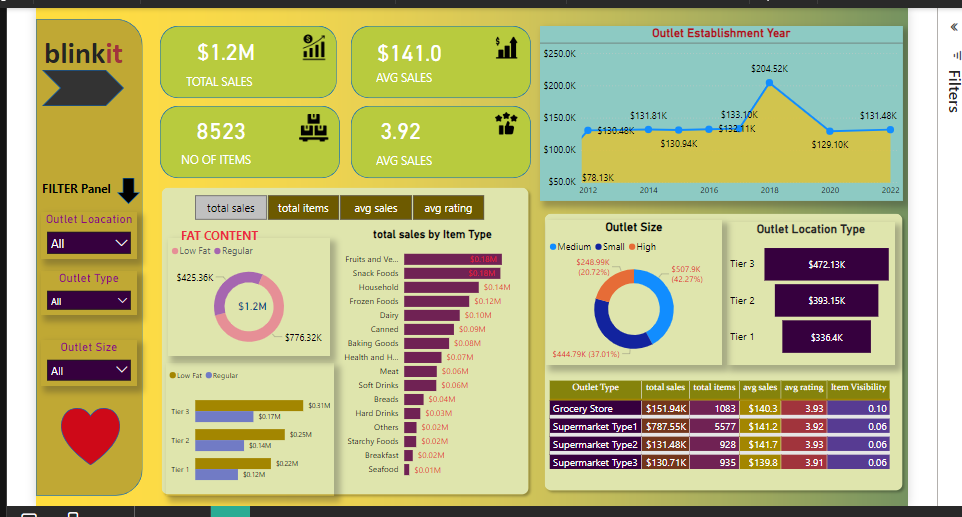 blinkit
FILTER Panel
Outlet Loacation
All
Outlet Type
All
Outlet Size
All
$1.2M
TOTAL SALES
$141.0
AVG SALES
8523
NO OF ITEMS
3.92
AVG SALES
Outlet Establishment Year
$250.0K
$200.0K
$150.0K
$100.0K
$50.0K
$78.13K
$130.48K
$131.81K
$130.94K
$133.10K
$132.11K
$204.52K
$129.10K
$131.48K
2012
2014
2016
2018
2020
2022
total sales
total items
avg sales
avg rating
FAT CONTENT
Low Fat
Regular
$425.36K
$1.2M
$776.32K
Low Fat
Regular
Tier 3
$0.31M
$0.17M
Tier 2
$0.25M
$0.14M
Tier 1
$0.22M
$0.12M
total sales by Item Type
Fruits and Ve... $0.18M
Snack Foods $0.18M
Household $0.14M
Frozen Foods $0.12M
Dairy $0.10M
Canned $0.09M
Baking Goods $0.08M
Health and H... $0.07M
Meat $0.06M
Soft Drinks $0.06M
Breads $0.04M
Hard Drinks $0.03M
Others $0.02M
Starchy Foods $0.02M
Breakfast $0.02M
Seafood $0.01M
Outlet Size
Medium
Small
High
$248.99K
(20.72%)
$507.9K
(42.27%)
$444.79K (37.01%)
Outlet Location Type
Tier 3 $472.13K
Tier 2 $393.15K
Tier 1 $336.4K
Outlet Type total sales total items avg sales avg rating Item Visibility
Grocery Store $151.94K 1083 $140.3 3.93 0.10
Supermarket Type1 $787.55K 5577 $141.2 3.92 0.06
Supermarket Type2 $131.48K 928 $141.7 3.93 0.06
Supermarket Type3 $130.71K 935 $139.8 3.91 0.06
Filters